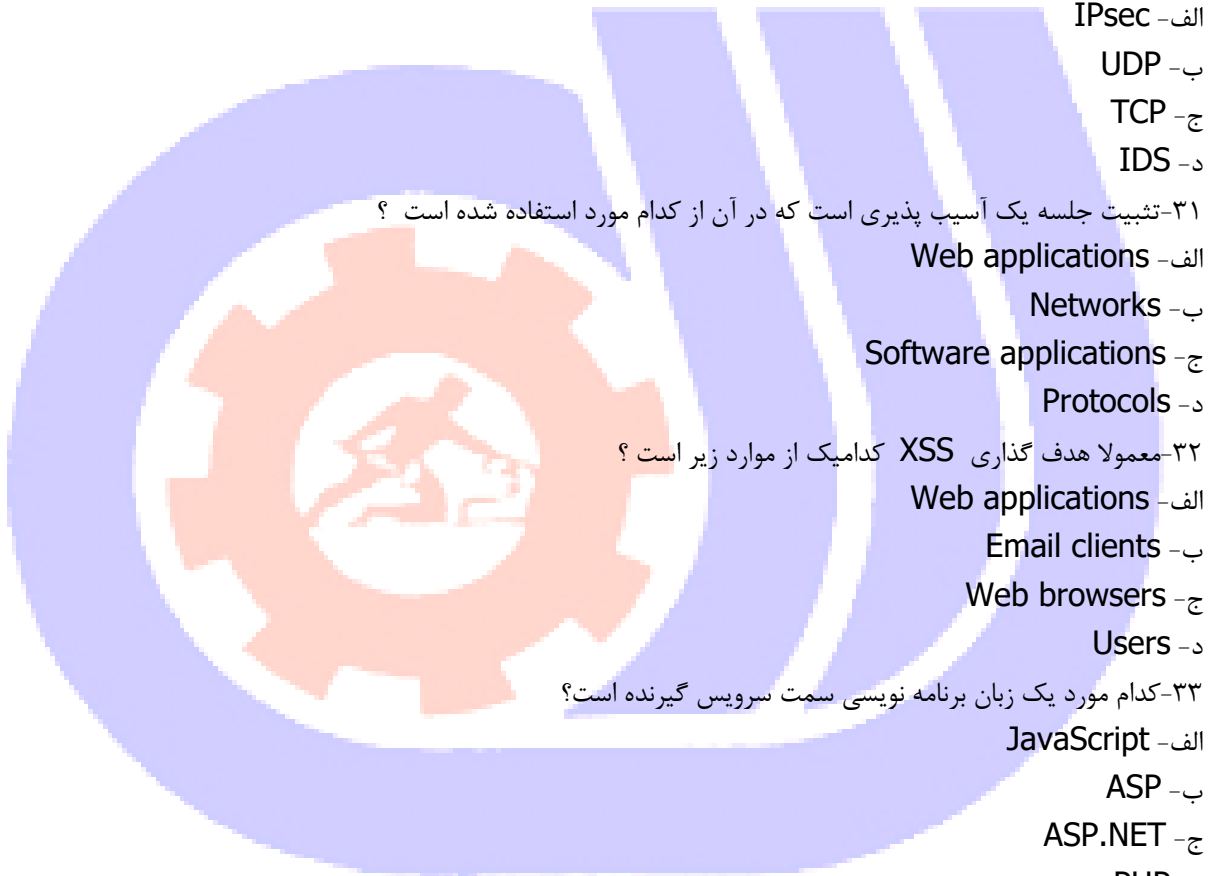 الف- IPsec
ب- UDP
ج- TCP
د- IDS
۳۱-تثبیت جلسه یک آسیب پذیری است که در آن از کدام مورد استفاده شده است ؟
الف- Web applications
ب- Networks
ج- Software applications
د- Protocols
۳۲-معمولا هدف گذاری XSS کدامیک از موارد زیر است ؟
الف- Web applications
ب- Email clients
ج- Web browsers
د- Users
۳۳-کدام مورد یک زبان برنامه نویسی سمت سرویس گیرنده است؟
الف- JavaScript
ب- ASP
ج- ASP.NET